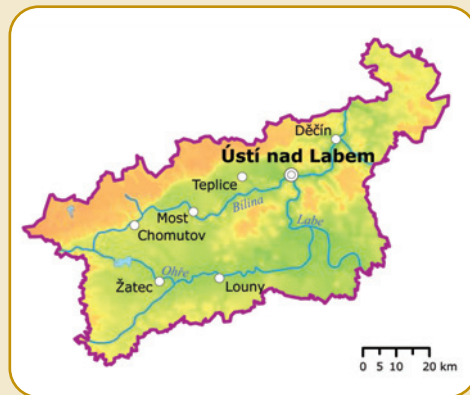 Děčín
Ústí nad Labem
Teplice
Bílina
Most
Labe
Chomutov
Ohře
Žatec
Louny
0 5 10 20 km